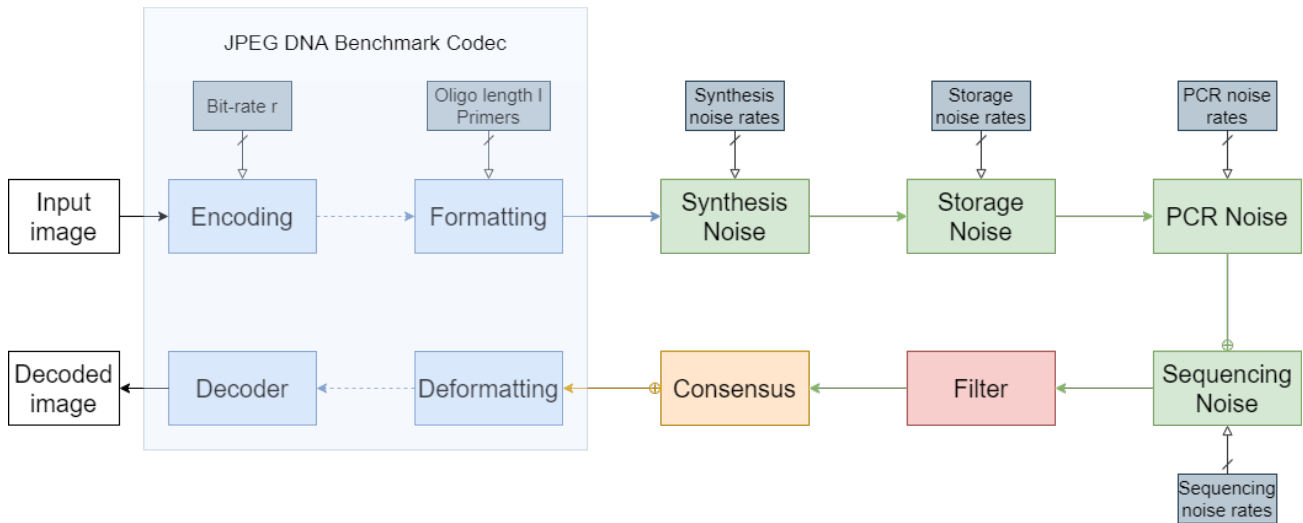 JPEG DNA Benchmark Codec
Bit-rate r
Oligo length l
Primers
Synthesis
noise rates
Storage
noise rates
PCR noise
rates
Input
image
Encoding
Formatting
Synthesis
Noise
Storage
Noise
PCR Noise
Decoded
image
Decoder
Deformatting
Consensus
Filter
Sequencing
Noise
Sequencing
noise rates